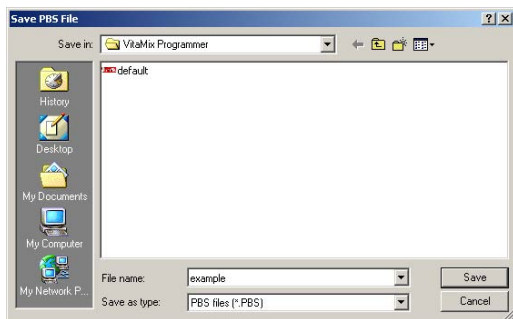 Save PBS File
Save in: VitaMix Programmer
default
History
Desktop
My Documents
My Computer
My Network P...
File name: example Save
Save as type: PBS files (*.PBS) Cancel